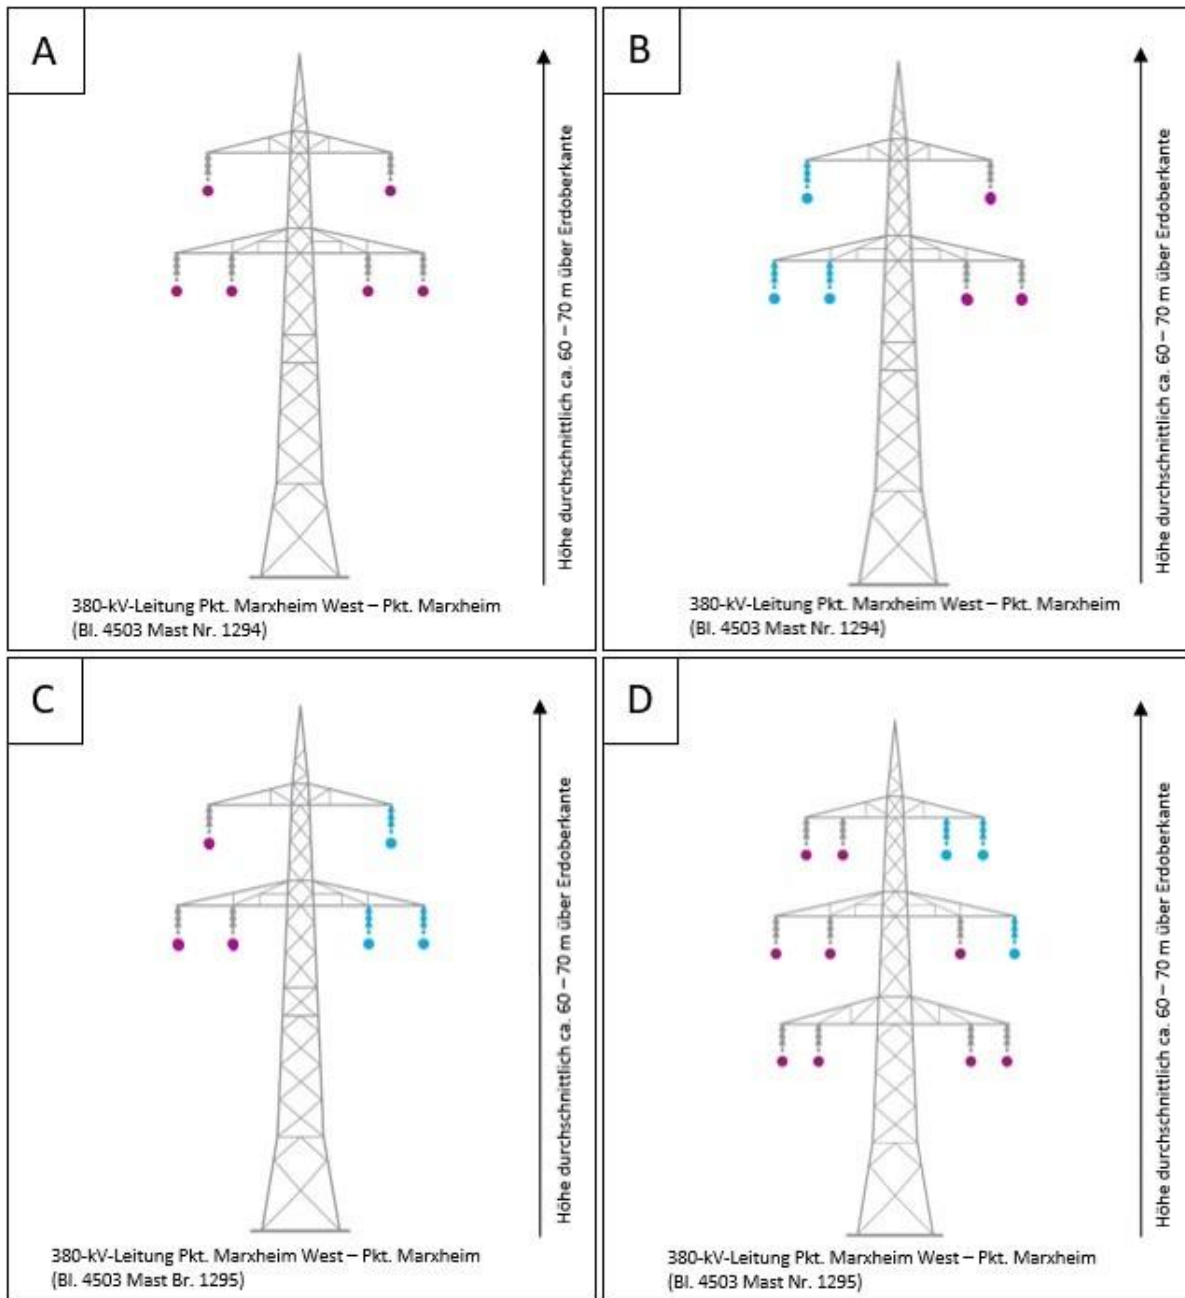 A
Höhe durchschnittlich ca. 60 – 70 m über Erdoberkante
380-kV-Leitung Pkt. Marxheim West – Pkt. Marxheim
(Bl. 4503 Mast Nr. 1294)
B
Höhe durchschnittlich ca. 60 – 70 m über Erdoberkante
380-kV-Leitung Pkt. Marxheim West – Pkt. Marxheim
(Bl. 4503 Mast Nr. 1294)
C
Höhe durchschnittlich ca. 60 – 70 m über Erdoberkante
380-kV-Leitung Pkt. Marxheim West – Pkt. Marxheim
(Bl. 4503 Mast Br. 1295)
D
Höhe durchschnittlich ca. 60 – 70 m über Erdoberkante
380-kV-Leitung Pkt. Marxheim West – Pkt. Marxheim
(Bl. 4503 Mast Nr. 1295)